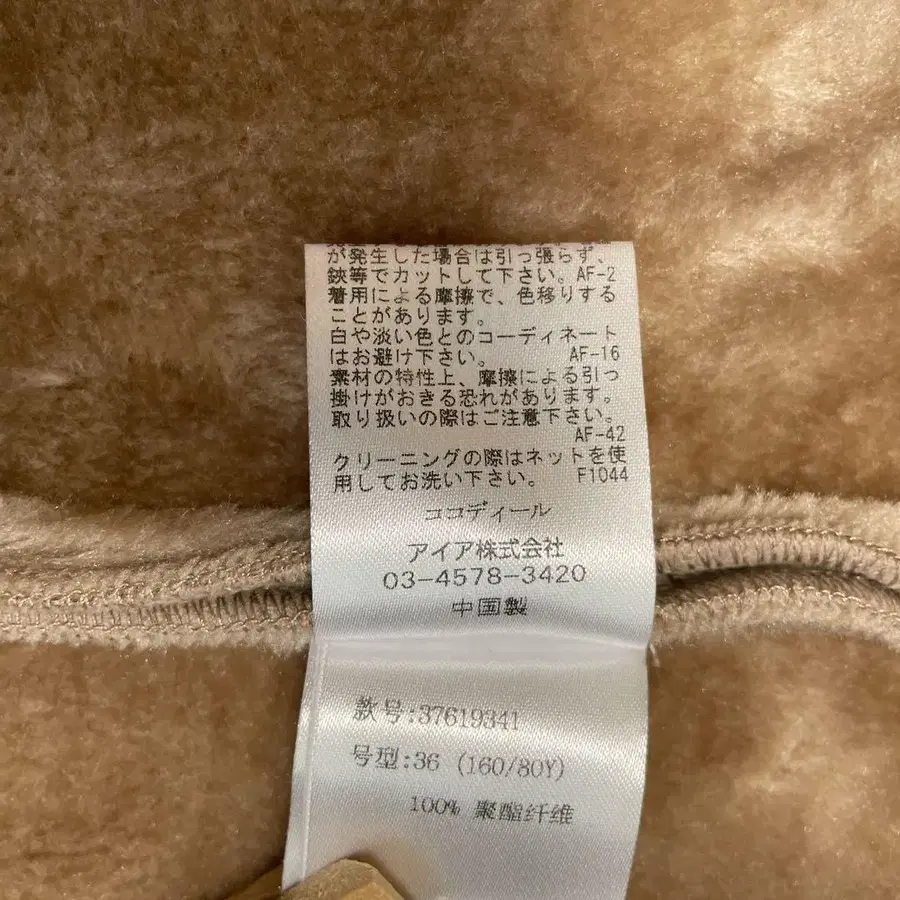 が発生した場合は引っ張らず、
鋏等でカットして下さい。AF-2
着用による摩擦で、色移りする
ことがあります。
白や淡い色とのコーディネート
はお避け下さい。 AF-16
素材の特性上、摩擦による引っ
掛けがおきる恐れがあります。
取り扱いの際はご注意下さい。
AF-42
クリーニングの際はネットを使
用してお洗い下さい。 F1044
ココディール
アイア株式会社
03-4578-3420
中国製
款号:37619341
号型:36 (160/80Y)
100% 聚酯纤维